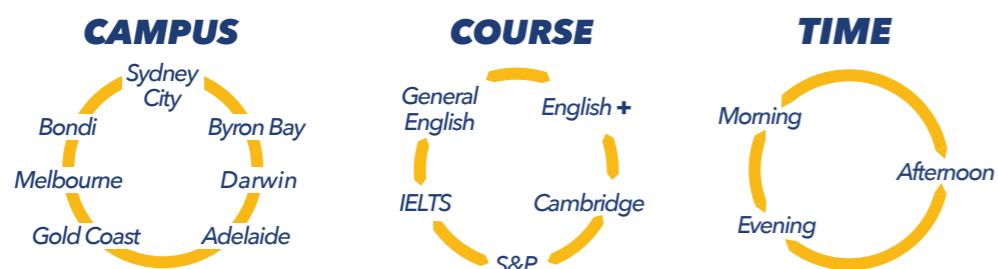 CAMPUS
Sydney
City
Bondi
Byron Bay
Melbourne
Darwin
Gold Coast
Adelaide
COURSE
General
English
English +
IELTS
Cambridge
S&P
TIME
Morning
Afternoon
Evening